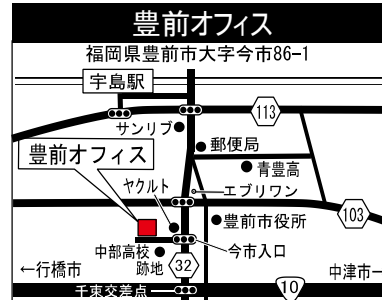 豊前オフィス
福岡県豊前市大字今市86-1
宇島駅
113
サンリブ
郵便局
豊前オフィス
青豊高
ヤクルト
エブリワン
103
豊前市役所
中部高校
跡地
今市入口
32
←行橋市
中津市→
千束交差点
10